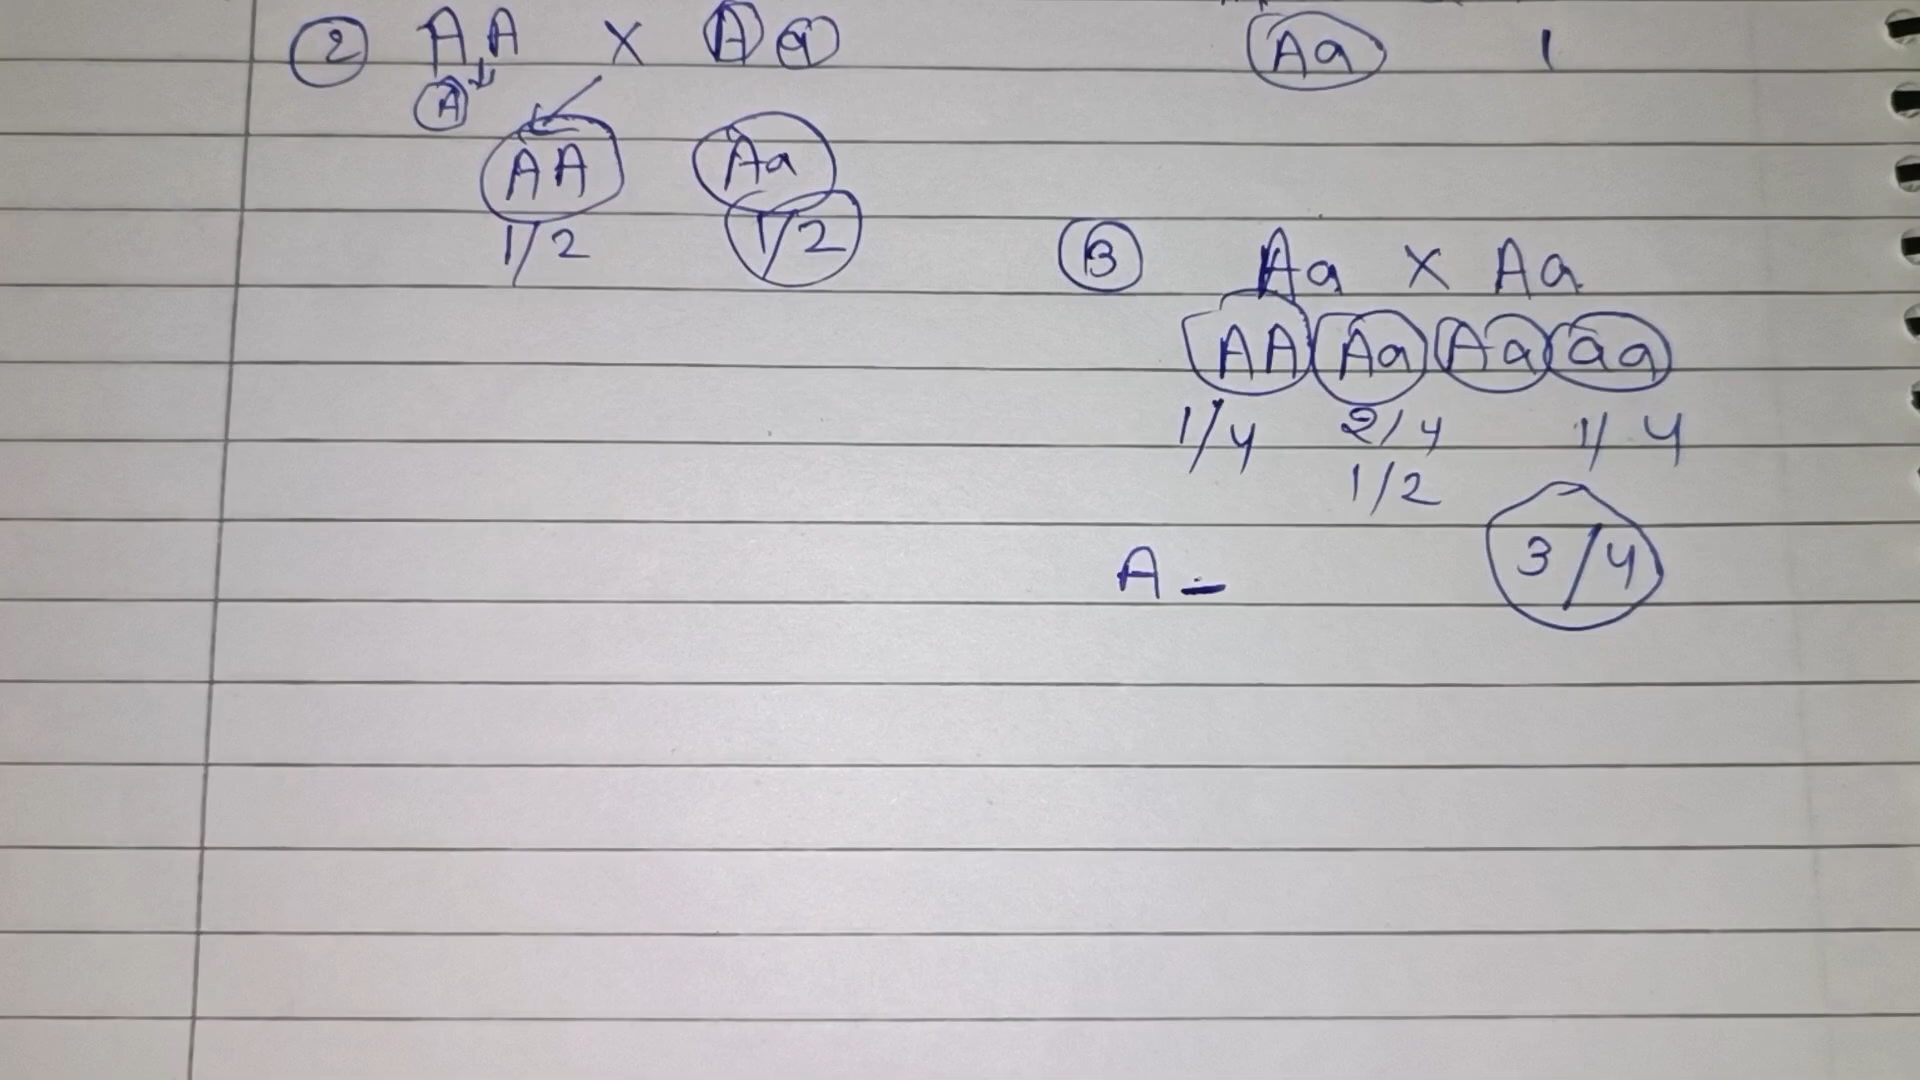 ② AA × Aa
A
AA Aa
1/2 1/2
Aa 1
③ Aa × Aa
AA Aa Aa aa
1/4 2/4 1/4
1/2
A - 3/4